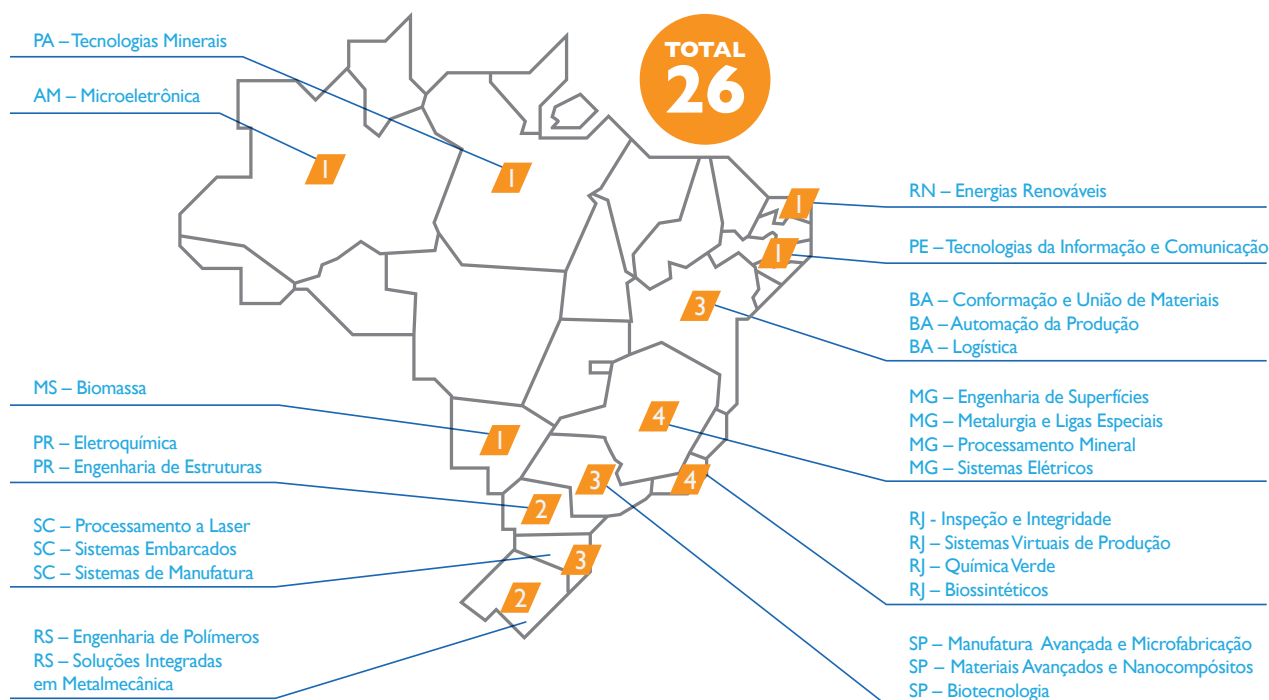 PA – Tecnologias Minerais
AM – Microeletrônica
MS – Biomassa
PR – Eletroquímica
PR – Engenharia de Estruturas
SC – Processamento a Laser
SC – Sistemas Embarcados
SC – Sistemas de Manufatura
RS – Engenharia de Polímeros
RS – Soluções Integradas
em Metalmecânica
TOTAL
26
1
1
1
1
3
4
1
3
4
2
3
2
RN – Energias Renováveis
PE – Tecnologias da Informação e Comunicação
BA – Conformação e União de Materiais
BA – Automação da Produção
BA – Logística
MG – Engenharia de Superfícies
MG – Metalurgia e Ligas Especiais
MG – Processamento Mineral
MG – Sistemas Elétricos
RJ - Inspeção e Integridade
RJ – Sistemas Virtuais de Produção
RJ – Química Verde
RJ – Biossintéticos
SP – Manufatura Avançada e Microfabricação
SP – Materiais Avançados e Nanocompósitos
SP – Biotecnologia